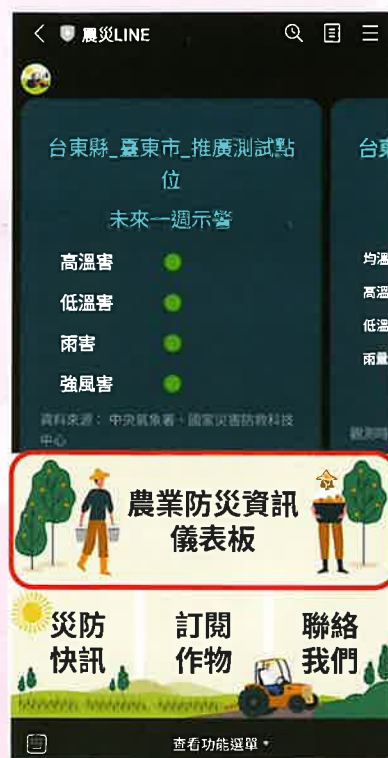 農災LINE
台東縣_臺東市_推廣測試點
位
未來一週示警
高溫害
低溫害
雨害
強風害
資料來源： 中央氣象署、國家災害防救科技
中心
台東
均溫
高溫
低溫
雨量
觀測時
農業防災資訊
儀表板
災防
快訊
訂閱
作物
聯絡
我們
查看功能選單